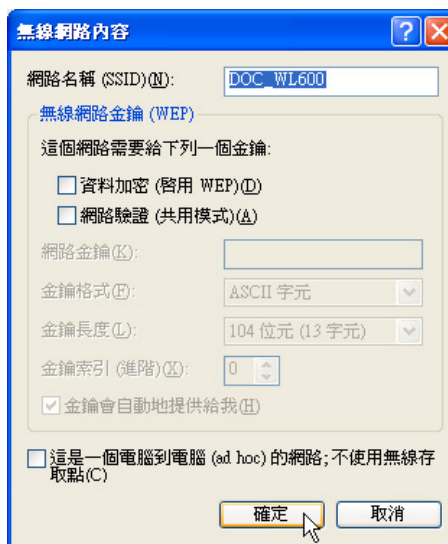 無線網路內容
網路名稱 (SSID)(N):
DOC_WL600
無線網路金鑰 (WEP)
這個網路需要給下列一個金鑰:
資料加密 (啓用 WEP)(D)
網路驗證 (共用模式)(A)
網路金鑰(K):
金鑰格式(F):
ASCII 字元
金鑰長度(L):
104 位元 (13 字元)
金鑰索引 (進階)(X):
0
金鑰會自動地提供給我(H)
這是一個電腦到電腦 (ad hoc) 的網路; 不使用無線存
取點(C)
確定
取消